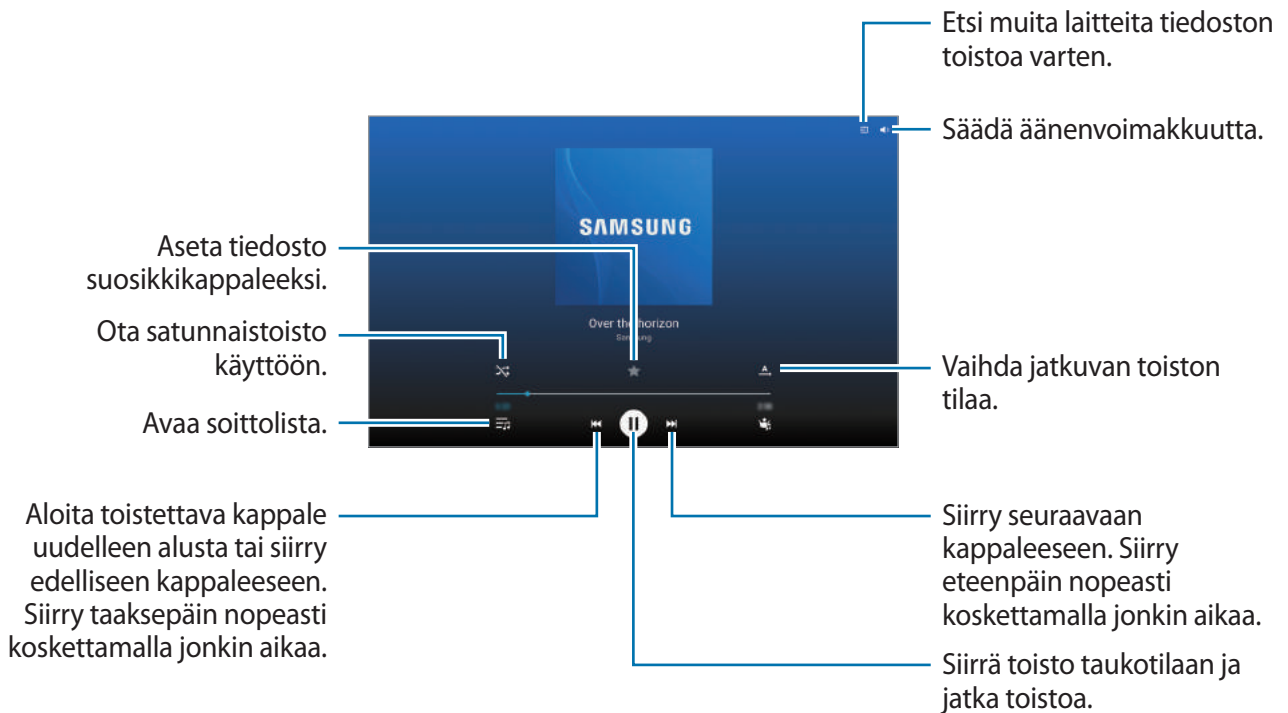 Etsi muita laitteita tiedoston
toistoa varten.
Säädä äänenvoimakkuutta.
SAMSUNG
Aseta tiedosto
suosikkikappaleeksi.
Over the horizon
Samsung
Ota satunnaistoisto
käyttöön.
A
Vaihda jatkuvan toiston
tilaa.
Avaa soittolista.
Aloita toistettava kappale
uudelleen alusta tai siirry
edelliseen kappaleeseen.
Siirry taaksepäin nopeasti
koskettamalla jonkin aikaa.
Siirry seuraavaan
kappaleeseen. Siirry
eteenpäin nopeasti
koskettamalla jonkin aikaa.
Siirrä toisto taukotilaan ja
jatka toistoa.